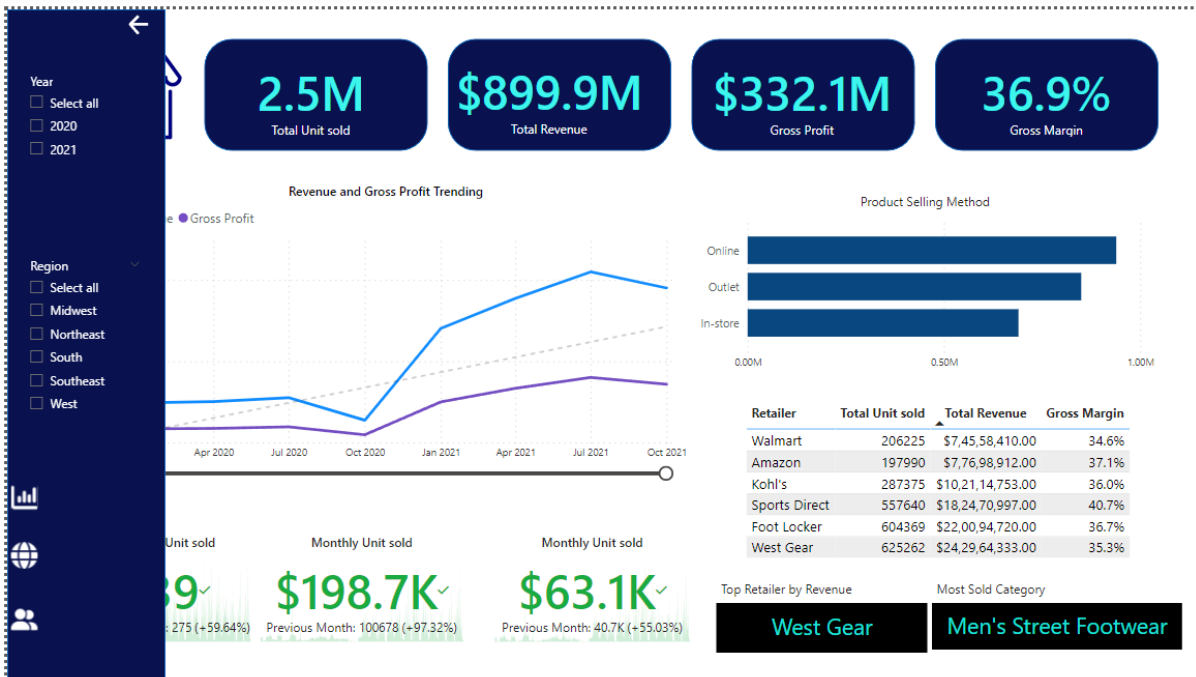 Year
Select all
2020
2021
Region
Select all
Midwest
Northeast
South
Southeast
West
2.5M
Total Unit sold
$899.9M
Total Revenue
$332.1M
Gross Profit
36.9%
Gross Margin
Revenue and Gross Profit Trending
Gross Profit
Apr 2020 Jul 2020 Oct 2020 Jan 2021 Apr 2021 Jul 2021 Oct 2021
Product Selling Method
Online
Outlet
In-store
0.00M 0.50M 1.00M
Retailer Total Unit sold Total Revenue Gross Margin
Walmart 206225 $7,45,58,410.00 34.6%
Amazon 197990 $7,76,98,912.00 37.1%
Kohl's 287375 $10,21,14,753.00 36.0%
Sports Direct 557640 $18,24,70,997.00 40.7%
Foot Locker 604369 $22,00,94,720.00 36.7%
West Gear 625262 $24,29,64,333.00 35.3%
Unit sold
: 275 (+59.64%)
Monthly Unit sold
$198.7K
Previous Month: 100678 (+97.32%)
Monthly Unit sold
$63.1K
Previous Month: 40.7K (+55.03%)
Top Retailer by Revenue
West Gear
Most Sold Category
Men's Street Footwear